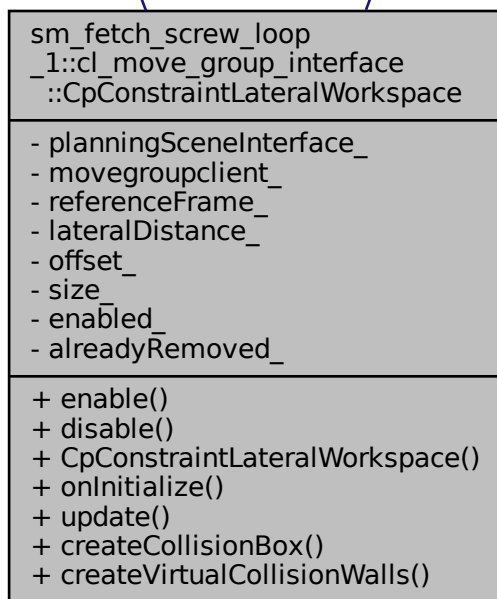 sm_fetch_screw_loop
_1::cl_move_group_interface
::CpConstraintLateralWorkspace
- planningSceneInterface_
- movegroupclient_
- referenceFrame_
- lateralDistance_
- offset_
- size_
- enabled_
- alreadyRemoved_
+ enable()
+ disable()
+ CpConstraintLateralWorkspace()
+ onInitialize()
+ update()
+ createCollisionBox()
+ createVirtualCollisionWalls()